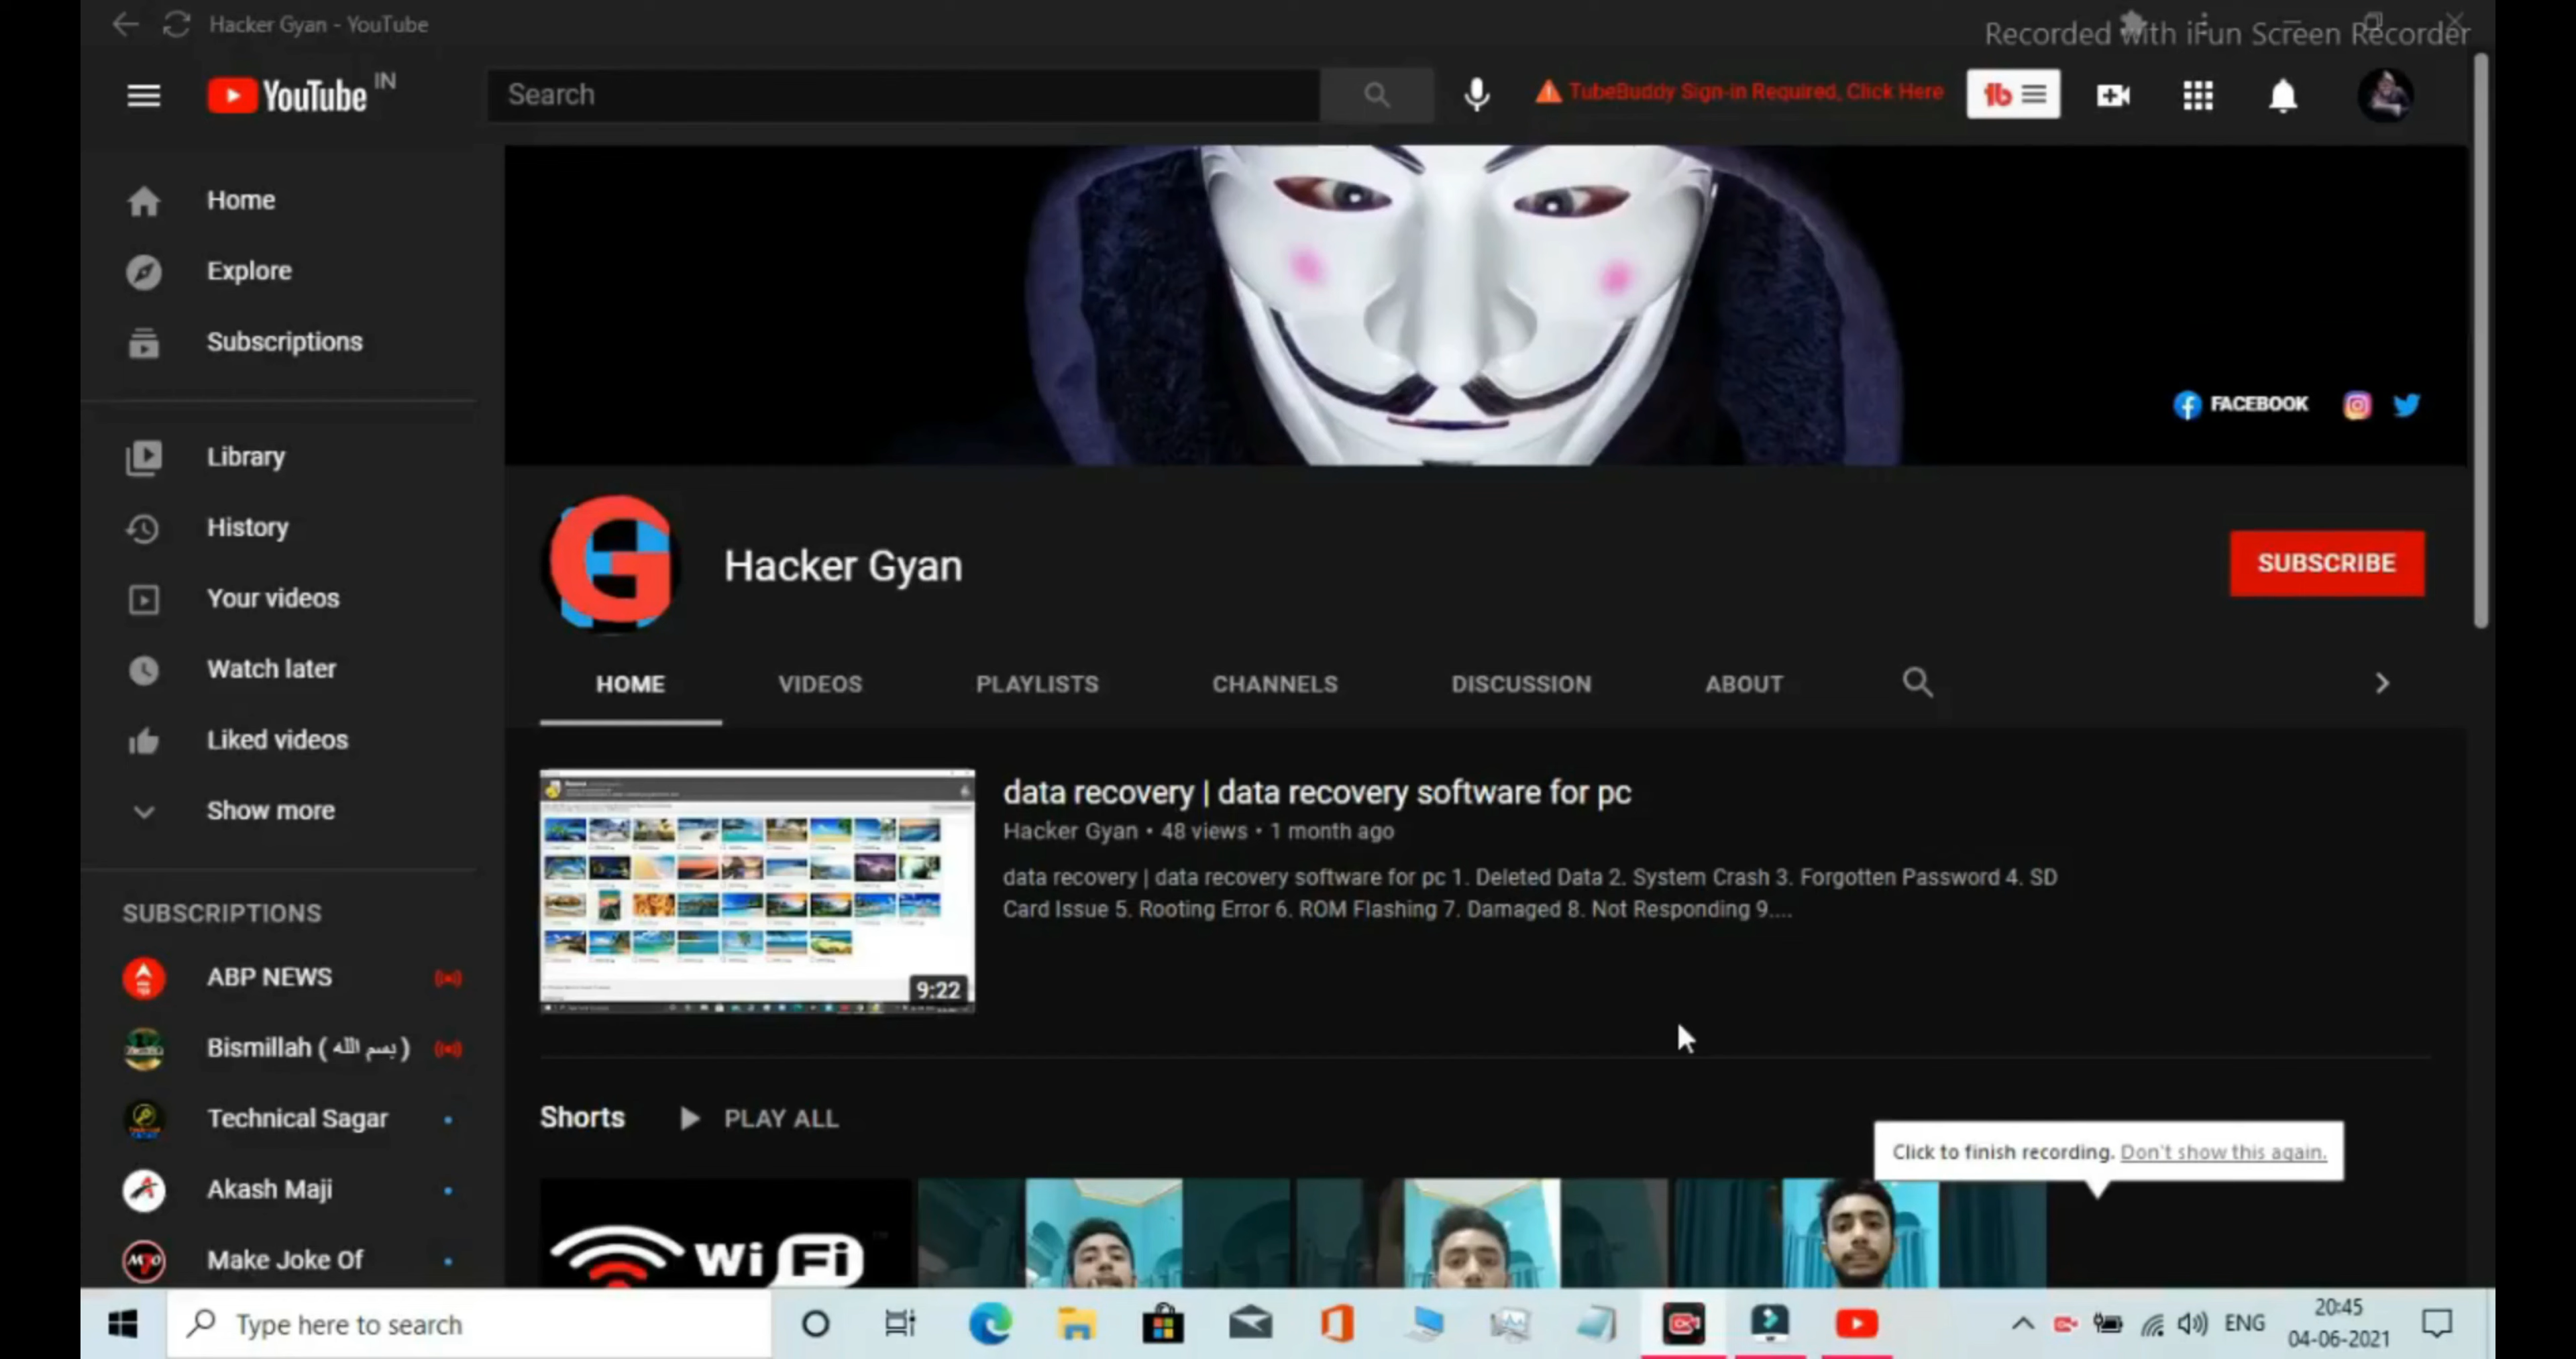 Hacker Gyan - YouTube
Recorded with iFun Screen Recorder
YouTube IN
Search
TubeBuddy Sign-in Required, Click Here
tb
Home
Explore
Subscriptions
Library
History
Your videos
Watch later
Liked videos
Show more
SUBSCRIPTIONS
ABP NEWS
Bismillah ( بسم الله )
Technical Sagar
Akash Maji
MJO
Make Joke Of
FACEBOOK
G
Hacker Gyan
SUBSCRIBE
HOME
VIDEOS
PLAYLISTS
CHANNELS
DISCUSSION
ABOUT
9:22
data recovery | data recovery software for pc
Hacker Gyan • 48 views • 1 month ago
data recovery | data recovery software for pc 1. Deleted Data 2. System Crash 3. Forgotten Password 4. SD
Card Issue 5. Rooting Error 6. ROM Flashing 7. Damaged 8. Not Responding 9....
Shorts
PLAY ALL
Click to finish recording. Don't show this again.
Wi Fi
Type here to search
ENG
20:45
04-06-2021